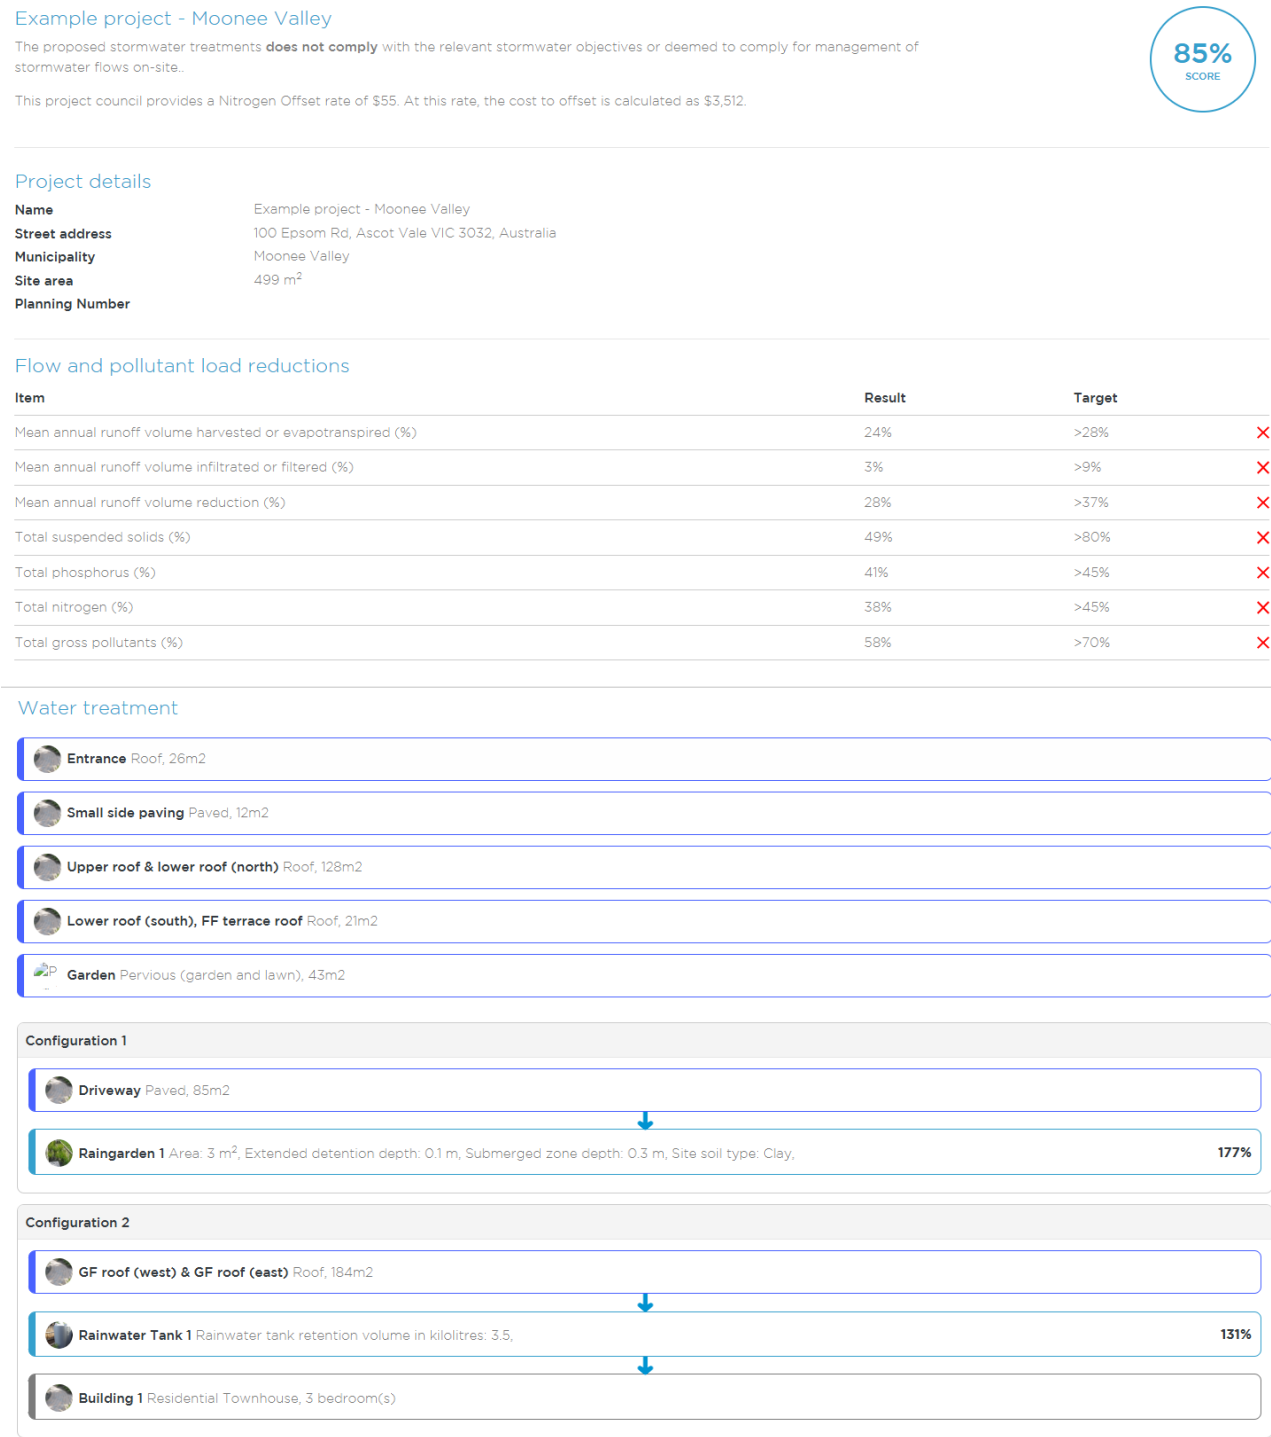 Example project - Moonee Valley
The proposed stormwater treatments does not comply with the relevant stormwater objectives or deemed to comply for management of
stormwater flows on-site..
85%
SCORE
This project council provides a Nitrogen Offset rate of $55. At this rate, the cost to offset is calculated as $3,512.
Project details
Name Example project - Moonee Valley
Street address 100 Epsom Rd, Ascot Vale VIC 3032, Australia
Municipality Moonee Valley
Site area 499 m²
Planning Number
Flow and pollutant load reductions
Item Result Target
Mean annual runoff volume harvested or evapotranspired (%) 24% >28%
Mean annual runoff volume infiltrated or filtered (%) 3% >9%
Mean annual runoff volume reduction (%) 28% >37%
Total suspended solids (%) 49% >80%
Total phosphorus (%) 41% >45%
Total nitrogen (%) 38% >45%
Total gross pollutants (%) 58% >70%
Water treatment
Entrance Roof, 26m2
Small side paving Paved, 12m2
Upper roof & lower roof (north) Roof, 128m2
Lower roof (south), FF terrace roof Roof, 21m2
Garden Pervious (garden and lawn), 43m2
Configuration 1
Driveway Paved, 85m2
Raingarden 1 Area: 3 m², Extended detention depth: 0.1 m, Submerged zone depth: 0.3 m, Site soil type: Clay, 177%
Configuration 2
GF roof (west) & GF roof (east) Roof, 184m2
Rainwater Tank 1 Rainwater tank retention volume in kilolitres: 3.5, 131%
Building 1 Residential Townhouse, 3 bedroom(s)